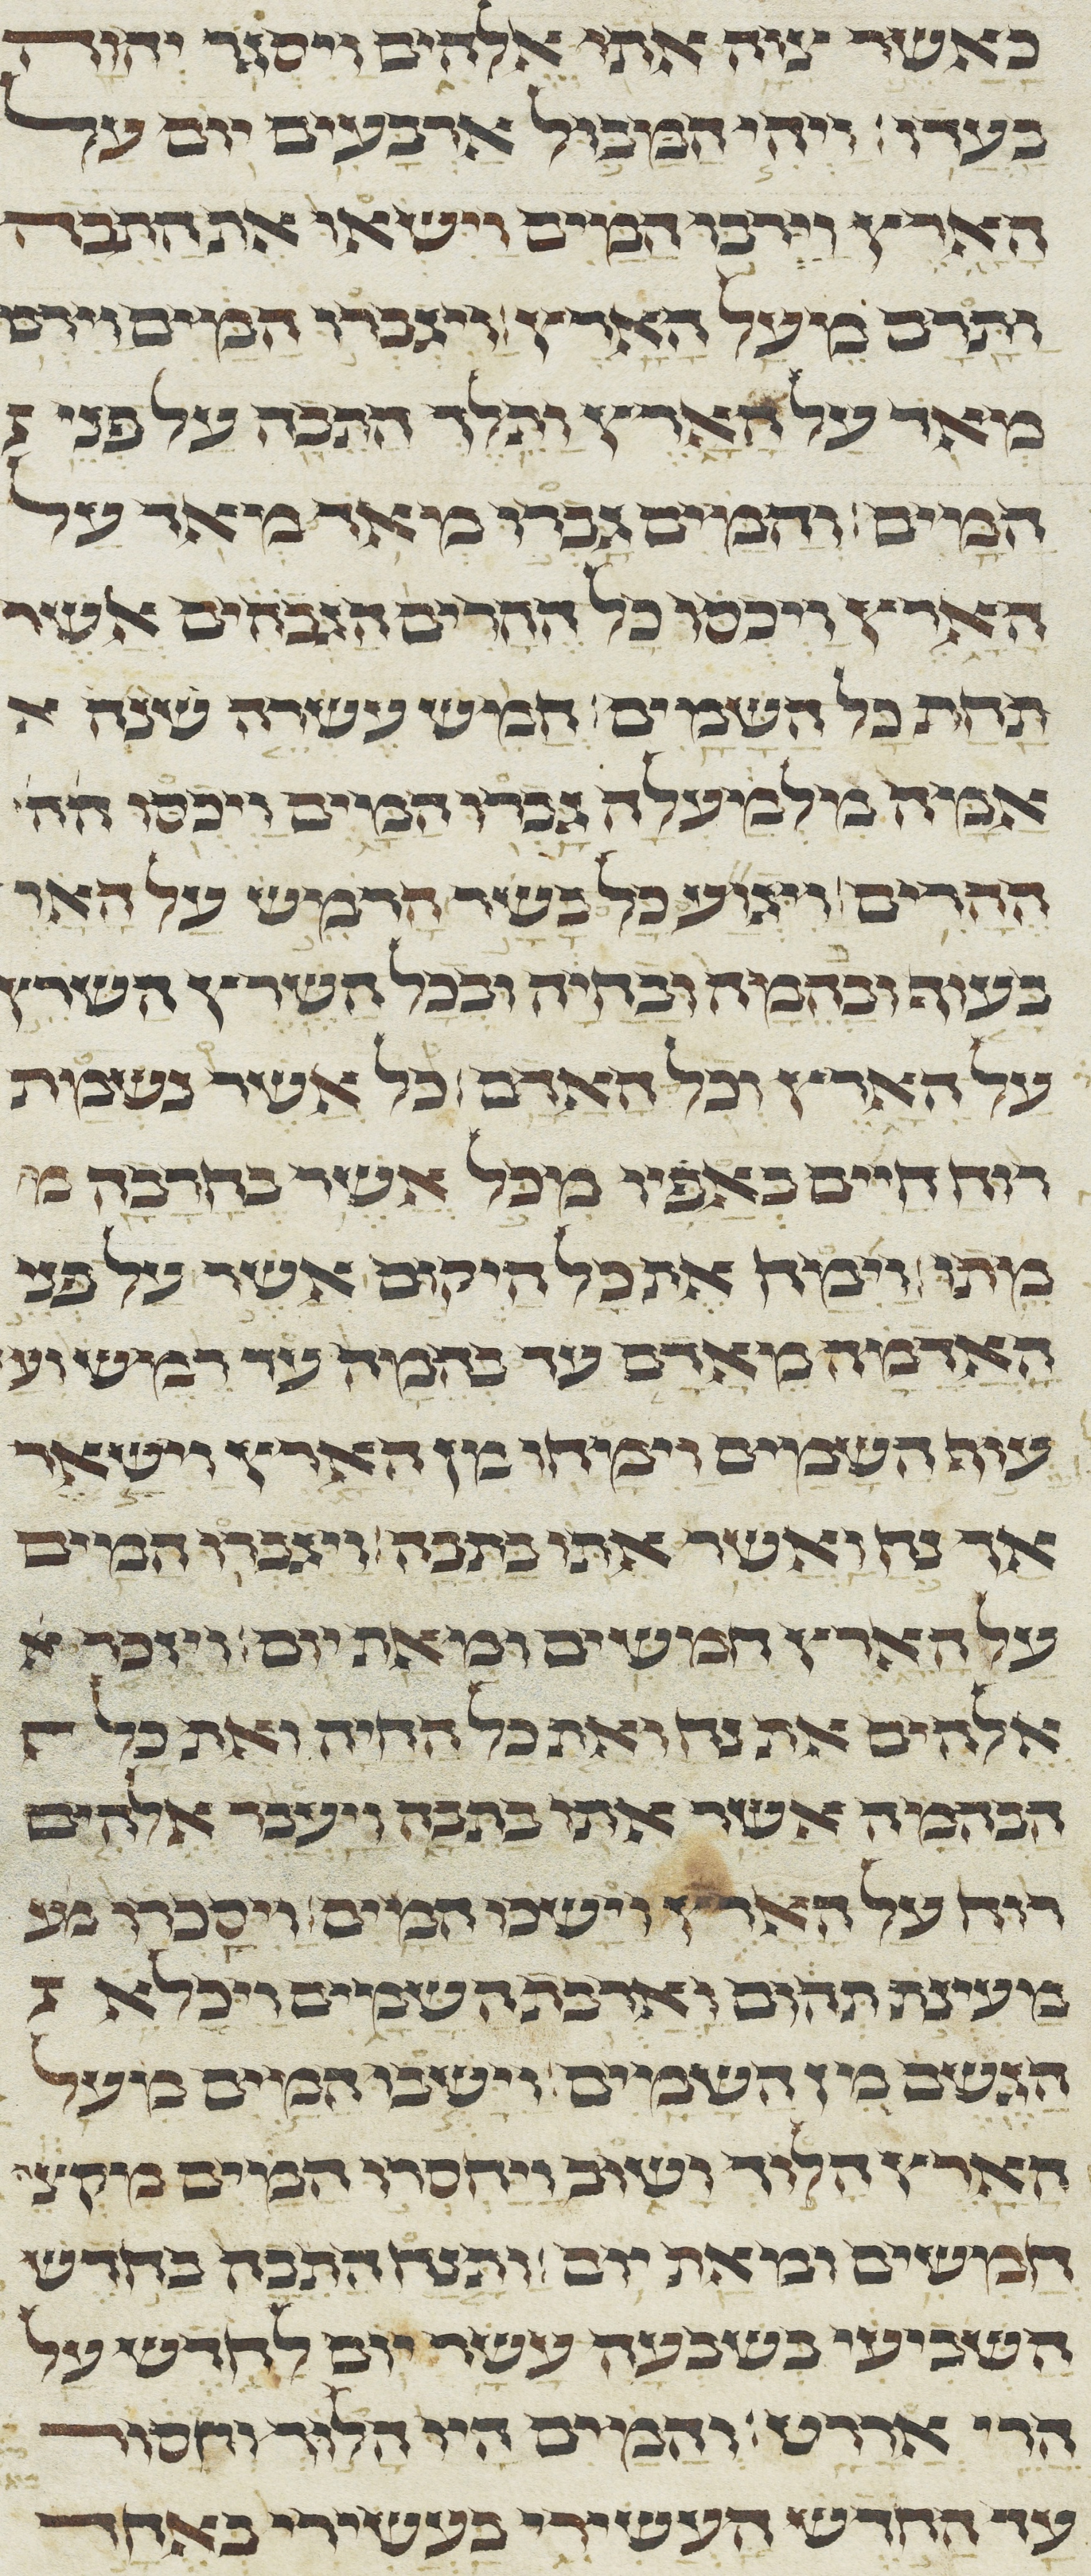 כאשר צוה אתו אלהים ויסגר יהוה
בעדו׃ ויהי המבול ארבעים יום על
הארץ וירבו המים וישאו את התבה
ותרם מעל הארץ׃ ויגברו המים וירבו
מאד על הארץ ותלך התבה על פני ה
המים׃ והמים גברו מאד מאד על
הארץ ויכסו כל ההרים הגבהים אשר
תחת כל השמים׃ חמש עשרה שנה א
אמה מלמעלה גברו המים ויכסו הה
ההרים׃ ויגוע כל בשר הרמש על האר
בעוף ובבהמה ובחיה ובכל השרץ השרץ
על הארץ וכל האדם׃ כל אשר נשמת
רוח חיים באפיו מכל אשר בחרבה מ
מתו׃ וימח את כל היקום אשר על פנ
האדמה מאדם עד בהמה עד רמש וע
עוף השמים וימחו מן הארץ וישאר
אך נח ואשר אתו בתבה׃ ויגברו המים
על הארץ חמשים ומאת יום׃ ויזכר א
אלהים את נח ואת כל החיה ואת כל ה
הבהמה אשר אתו בתבה ויעבר אלהים
רוח על הארץ וישכו המים׃ ויסכרו מע
מעינת תהום וארבת השמים ויכלא ה
הגשם מן השמים׃ וישבו המים מעל
הארץ הלוך ושוב ויחסרו המים מקצ
חמשים ומאת יום׃ ותנח התבה בחדש
השביעי בשבעה עשר יום לחדש על
הרי אררט׃ והמים היו הלוך וחסור
עד החדש העשירי בעשירי באחד